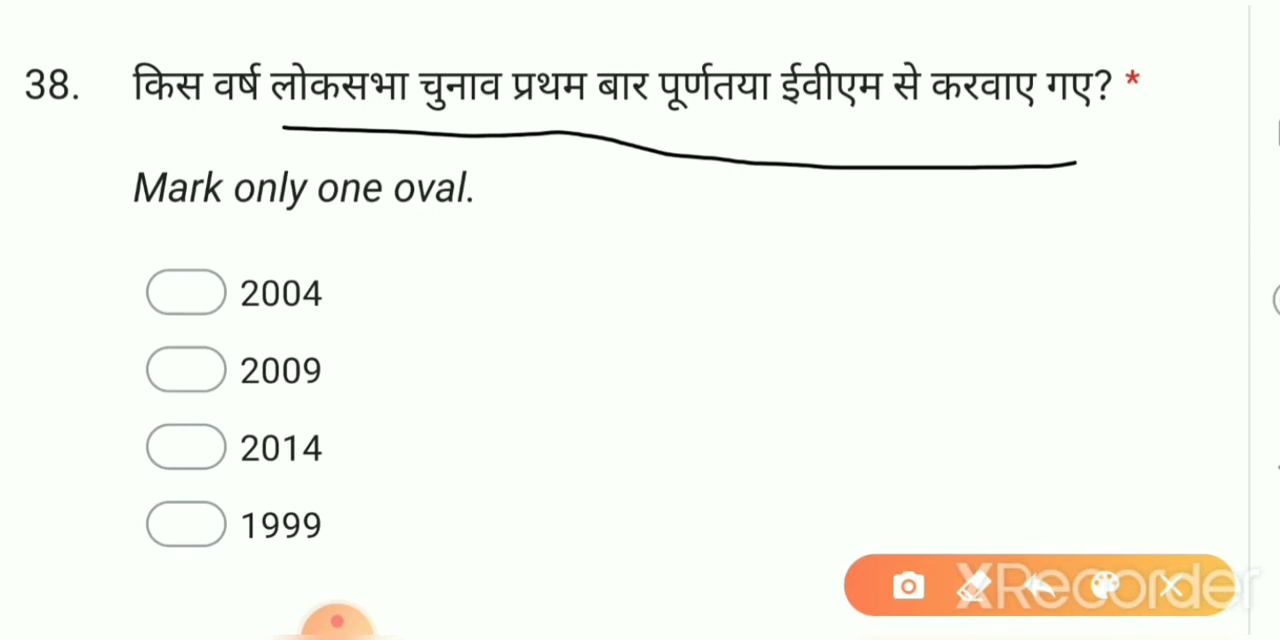 38. किस वर्ष लोकसभा चुनाव प्रथम बार पूर्णतया ईवीएम से करवाए गए? *
Mark only one oval.
2004
2009
2014
1999
XRecorder